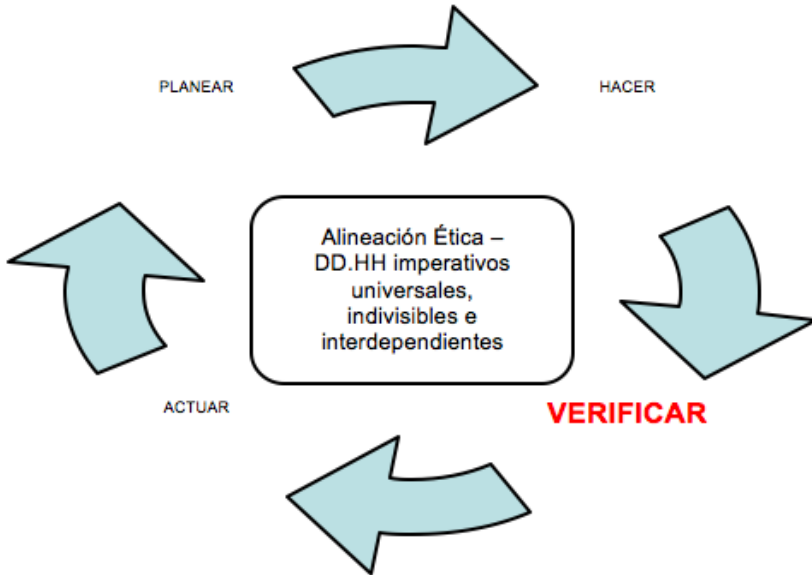 PLANEAR
HACER
Alineación Ética –
DD.HH imperativos
universales,
indivisibles e
interdependientes
ACTUAR
VERIFICAR